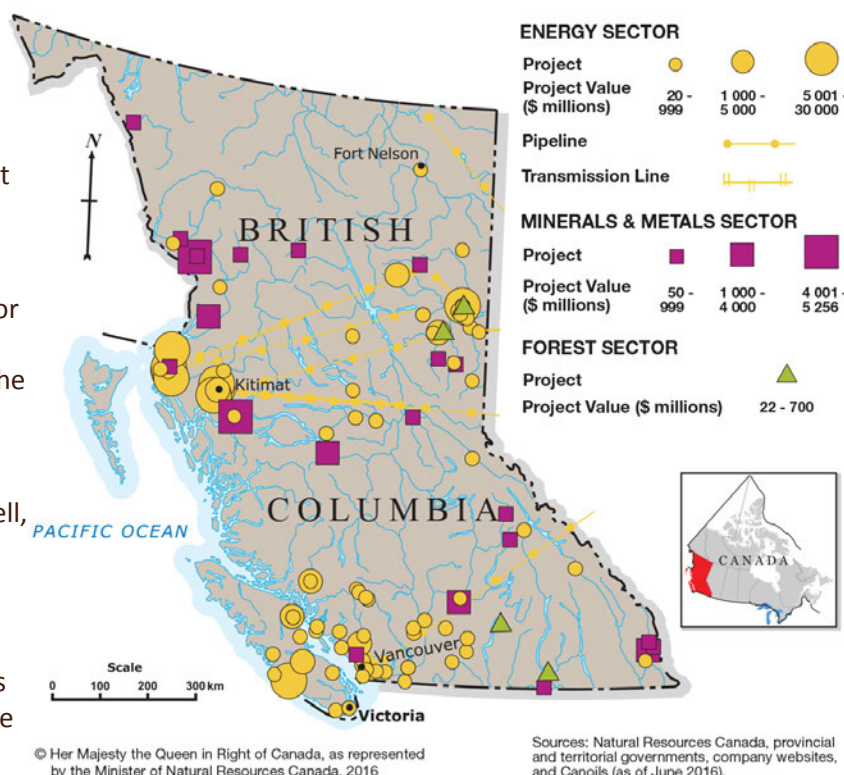 ENERGY SECTOR
Project
Project Value
($ millions)
20 -
999
1 000 -
5 000
5 001 -
30 000
Pipeline
Transmission Line
MINERALS & METALS SECTOR
Project
Project Value
($ millions)
50 -
999
1 000 -
4 000
4 001 -
5 256
FOREST SECTOR
Project
Project Value ($ millions) 22 - 700
N
Fort Nelson
BRITISH
Kitimat
COLUMBIA
PACIFIC OCEAN
Vancouver
Victoria
CANADA
Scale
0 100 200 300 km
t
or
he
ell,
s
e
© Her Majesty the Queen in Right of Canada, as represented
by the Minister of Natural Resources Canada, 2016
Sources: Natural Resources Canada, provincial
and territorial governments, company websites,
and Canoils (as of June 2016).